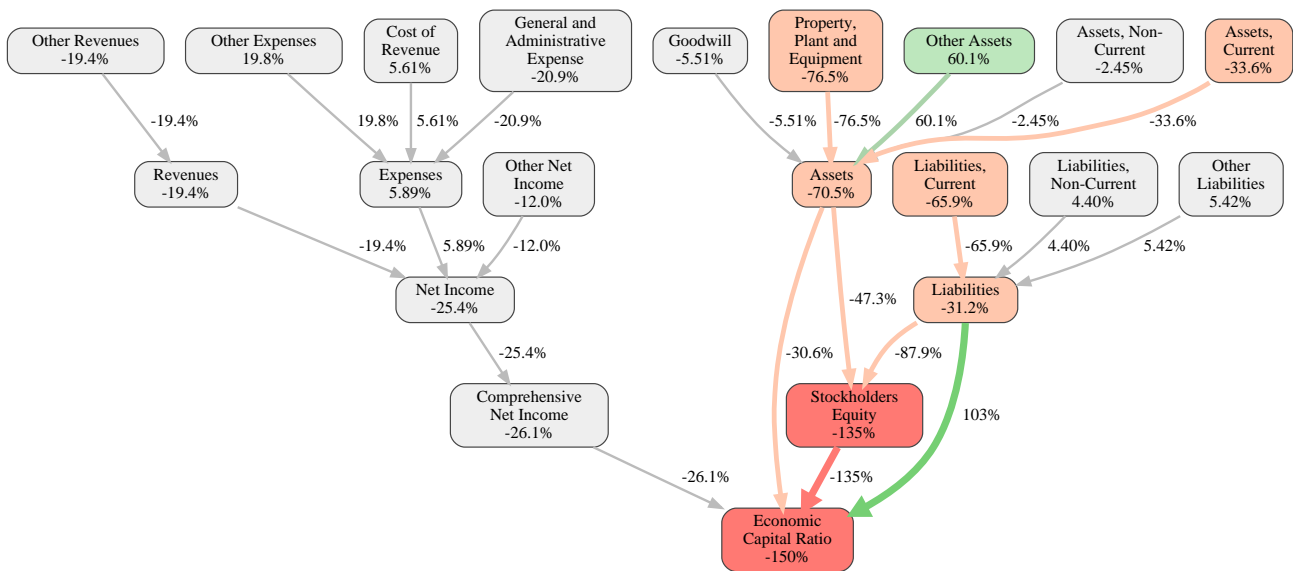 Other Revenues
-19.4%
Other Expenses
19.8%
Cost of
Revenue
5.61%
General and
Administrative
Expense
-20.9%
Goodwill
-5.51%
Property,
Plant and
Equipment
-76.5%
Other Assets
60.1%
Assets, Non-
Current
-2.45%
Assets,
Current
-33.6%
-19.4%
19.8%
5.61%
-20.9%
-5.51%
-76.5%
60.1%
-2.45%
-33.6%
Revenues
-19.4%
Expenses
5.89%
Other Net
Income
-12.0%
Assets
-70.5%
Liabilities,
Current
-65.9%
Liabilities,
Non-Current
4.40%
Other
Liabilities
5.42%
-19.4%
5.89%
-12.0%
-65.9%
4.40%
5.42%
Net Income
-25.4%
-47.3%
Liabilities
-31.2%
-25.4%
-30.6%
-87.9%
Comprehensive
Net Income
-26.1%
Stockholders
Equity
-135%
103%
-26.1%
-135%
Economic
Capital Ratio
-150%